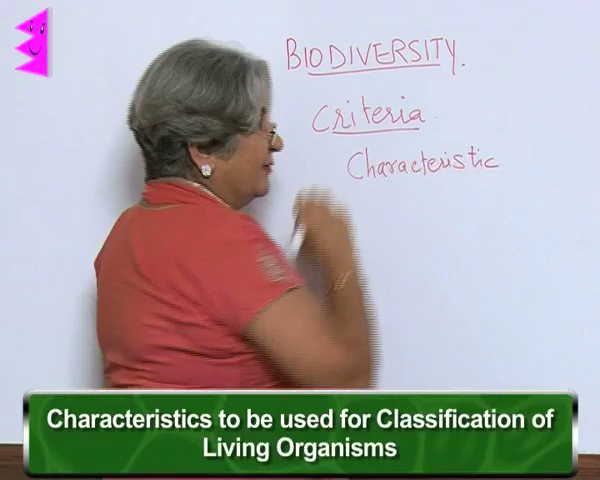 BIODIVERSITY.
Criteria
Characteristic
Characteristics to be used for Classification of
Living Organisms